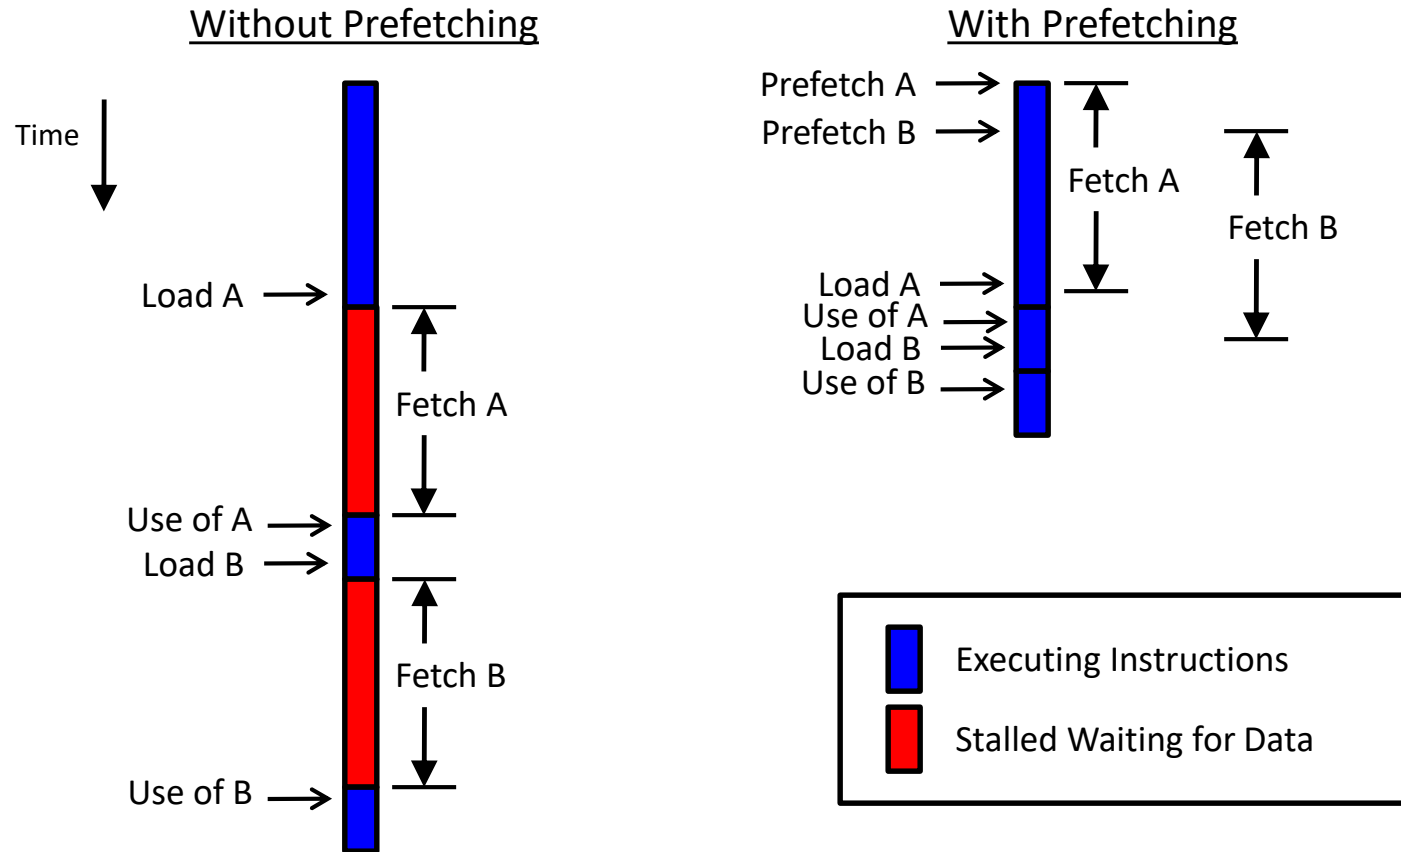 Without Prefetching
Time
Load A
Fetch A
Use of A
Load B
Fetch B
Use of B
With Prefetching
Prefetch A
Prefetch B
Fetch A
Fetch B
Load A
Use of A
Load B
Use of B
Executing Instructions
Stalled Waiting for Data